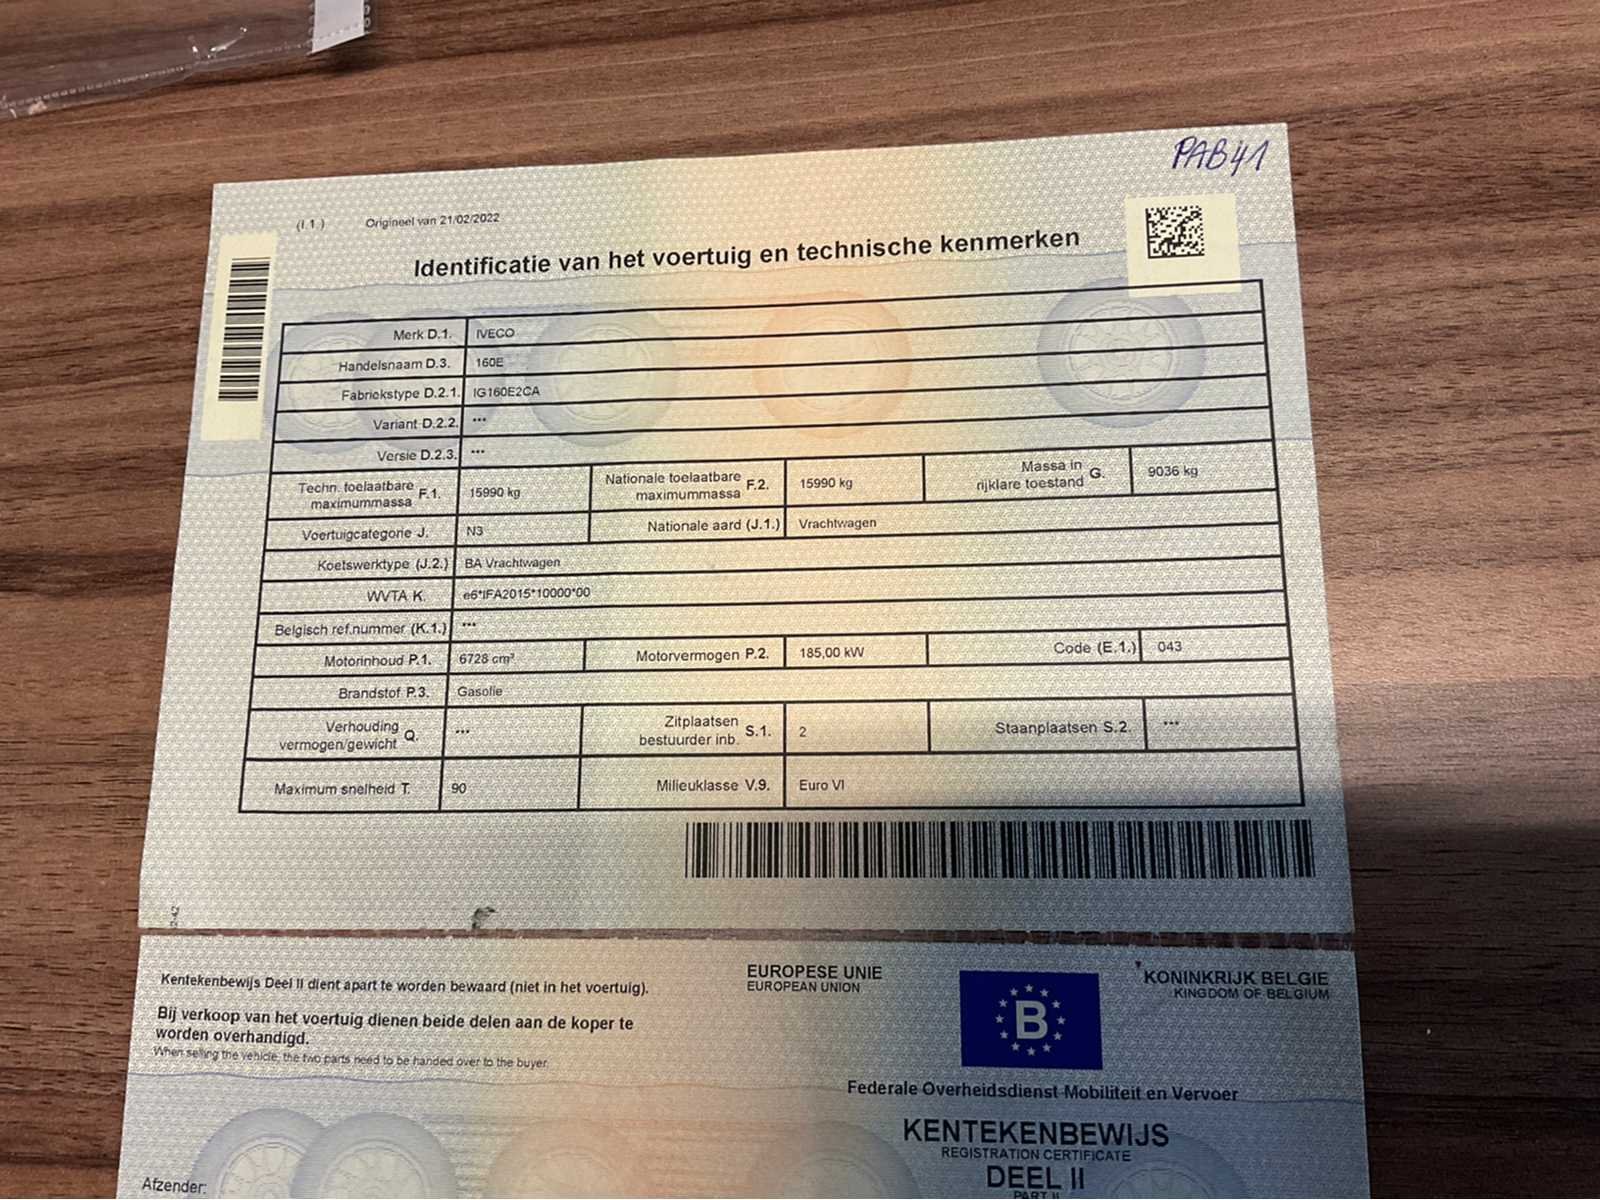 PAB41
(I.1) Origineel van 21/02/2022
Identificatie van het voertuig en technische kenmerken
Merk D.1. IVECO
Handelsnaam D.3. 160E
Fabriekstype D.2.1. IG160E2CA
Variant D.2.2. ***
Versie D.2.3. ***
Techn. toelaatbare maximummassa F.1. 15990 kg Nationale toelaatbare maximummassa F.2. 15990 kg Massa in rijklare toestand G. 9036 kg
Voertuigcategorie J. N3 Nationale aard (J.1.) Vrachtwagen
Koetswerktype (J.2.) BA Vrachtwagen
WVTA K. e6*IFA2015*10000*00
Belgisch ref.nummer (K.1.) ***
Motorinhoud P.1. 6728 cm³ Motorvermogen P.2. 185,00 kW Code (E.1.) 043
Brandstof P.3. Gasolie
Verhouding vermogen/gewicht Q. *** Zitplaatsen bestuurder inb. S.1. 2 Staanplaatsen S.2. ***
Maximum snelheid T. 90 Milieuklasse V.9. Euro VI
Kentekenbewijs Deel II dient apart te worden bewaard (niet in het voertuig).
Bij verkoop van het voertuig dienen beide delen aan de koper te
worden overhandigd.
When selling the vehicle, the two parts need to be handed over to the buyer.
EUROPESE UNIE
EUROPEAN UNION
B
KONINKRIJK BELGIE
KINGDOM OF BELGIUM
Federale Overheidsdienst Mobiliteit en Vervoer
KENTEKENBEWIJS
REGISTRATION CERTIFICATE
DEEL II
PART II
Afzender: